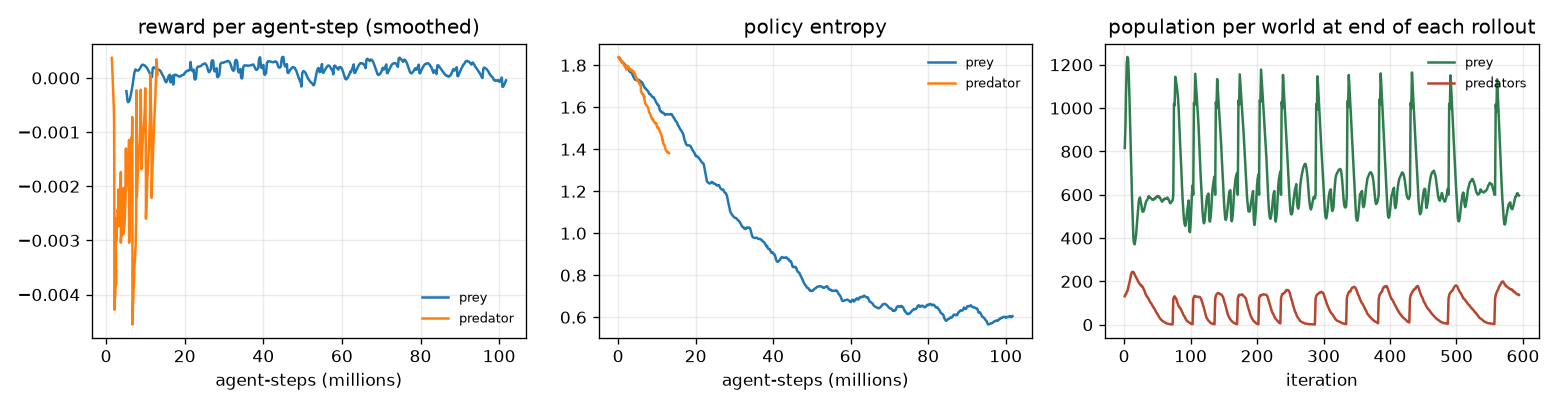 reward per agent-step (smoothed)
0.000
−0.001
−0.002
−0.003
−0.004
0 20 40 60 80 100
agent-steps (millions)
prey
predator
policy entropy
1.8
1.6
1.4
1.2
1.0
0.8
0.6
0 20 40 60 80 100
agent-steps (millions)
prey
predator
population per world at end of each rollout
1200
1000
800
600
400
200
0
0 100 200 300 400 500 600
iteration
prey
predators